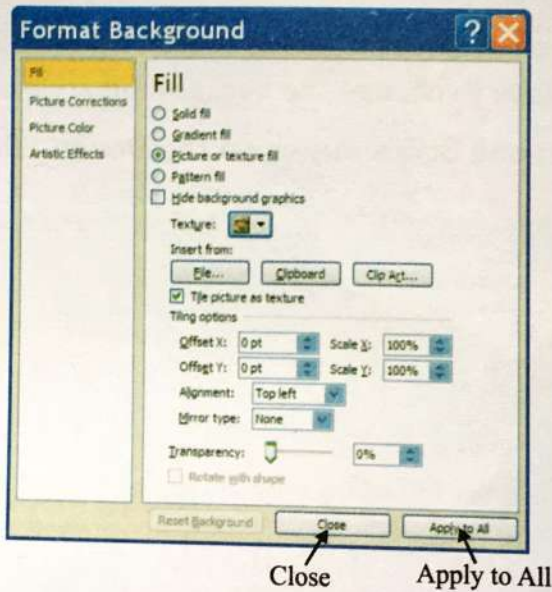 Format Background
Fill
Picture Corrections
Picture Color
Artistic Effects
Fill
Solid fill
Gradient fill
Picture or texture fill
Pattern fill
Hide background graphics
Texture:
Insert from:
File...
Clipboard
Clip Art...
Tile picture as texture
Tiling options
Offset X: 0 pt Scale X: 100%
Offset Y: 0 pt Scale Y: 100%
Alignment: Top left
Mirror type: None
Transparency: 0%
Rotate with shape
Reset Background Close Apply to All
Close Apply to All